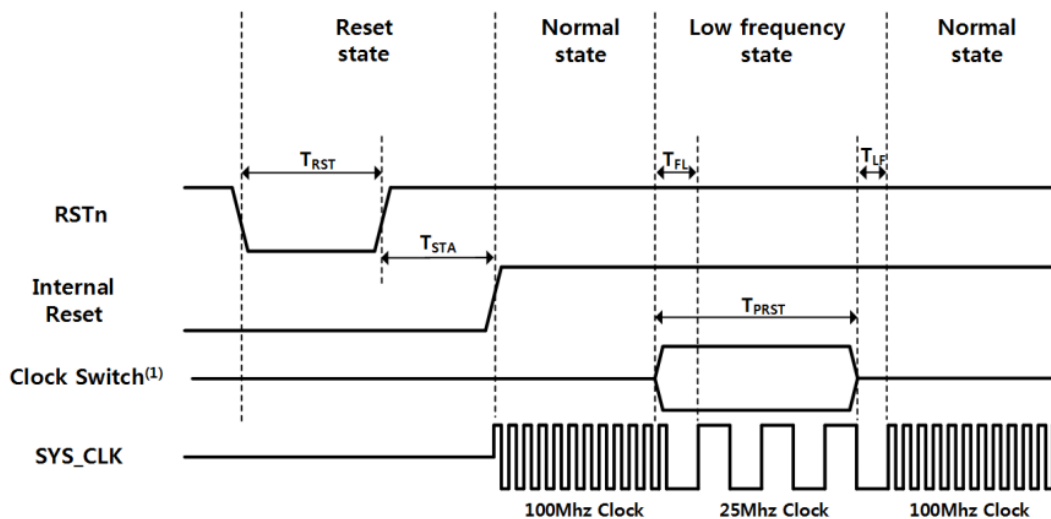 Reset
state
Normal
state
Low frequency
state
Normal
state
TRST
TFL
TLF
RSTn
TSTA
Internal
Reset
TPRST
Clock Switch(1)
SYS_CLK
100Mhz Clock
25Mhz Clock
100Mhz Clock